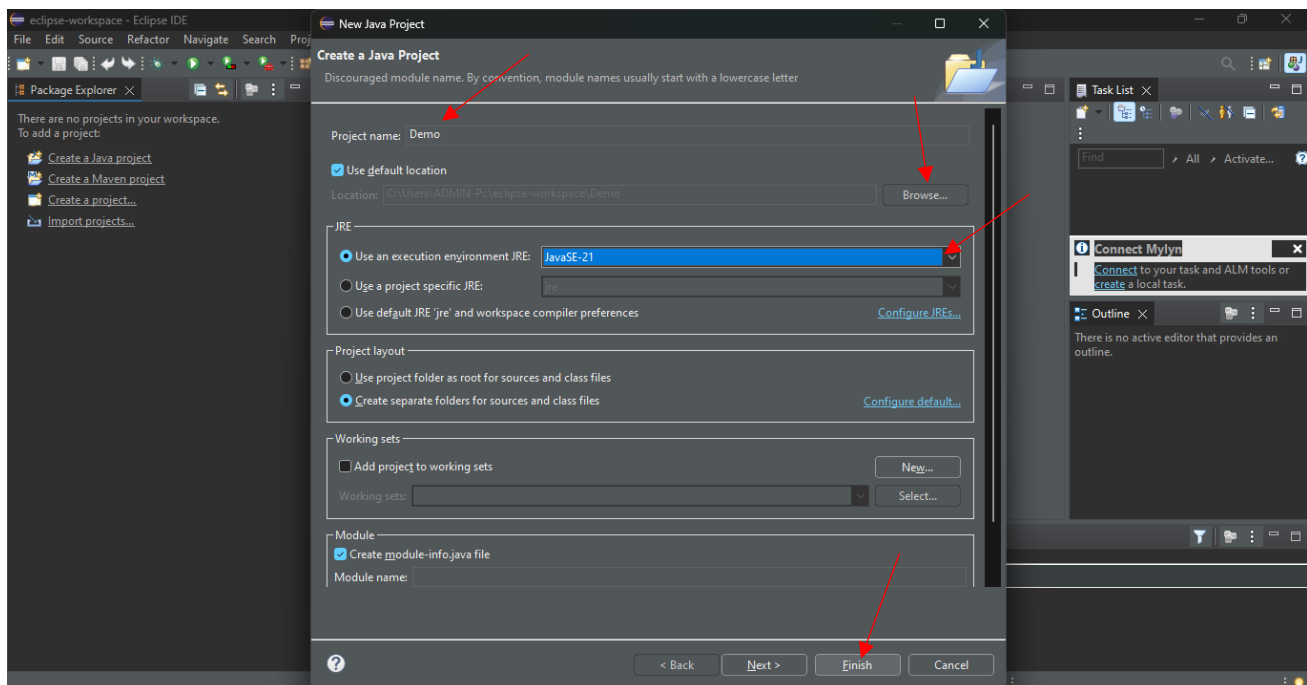 eclipse-workspace - Eclipse IDE
File Edit Source Refactor Navigate Search Proj
Package Explorer
There are no projects in your workspace.
To add a project:
Create a Java project
Create a Maven project
Create a project...
Import projects...
New Java Project
Create a Java Project
Discouraged module name. By convention, module names usually start with a lowercase letter
Project name: Demo
Use default location
Location: C:\Users\ADMIN-Pc\eclipse-workspace\Demo Browse...
JRE
Use an execution environment JRE: JavaSE-21
Use a project specific JRE: jre
Use default JRE 'jre' and workspace compiler preferences Configure JREs...
Project layout
Use project folder as root for sources and class files
Create separate folders for sources and class files Configure default...
Working sets
Add project to working sets New...
Working sets: Select...
Module
Create module-info.java file
Module name:
< Back Next > Finish Cancel
Task List
Find All Activate...
Connect Mylyn
Connect to your task and ALM tools or
create a local task.
Outline
There is no active editor that provides an
outline.